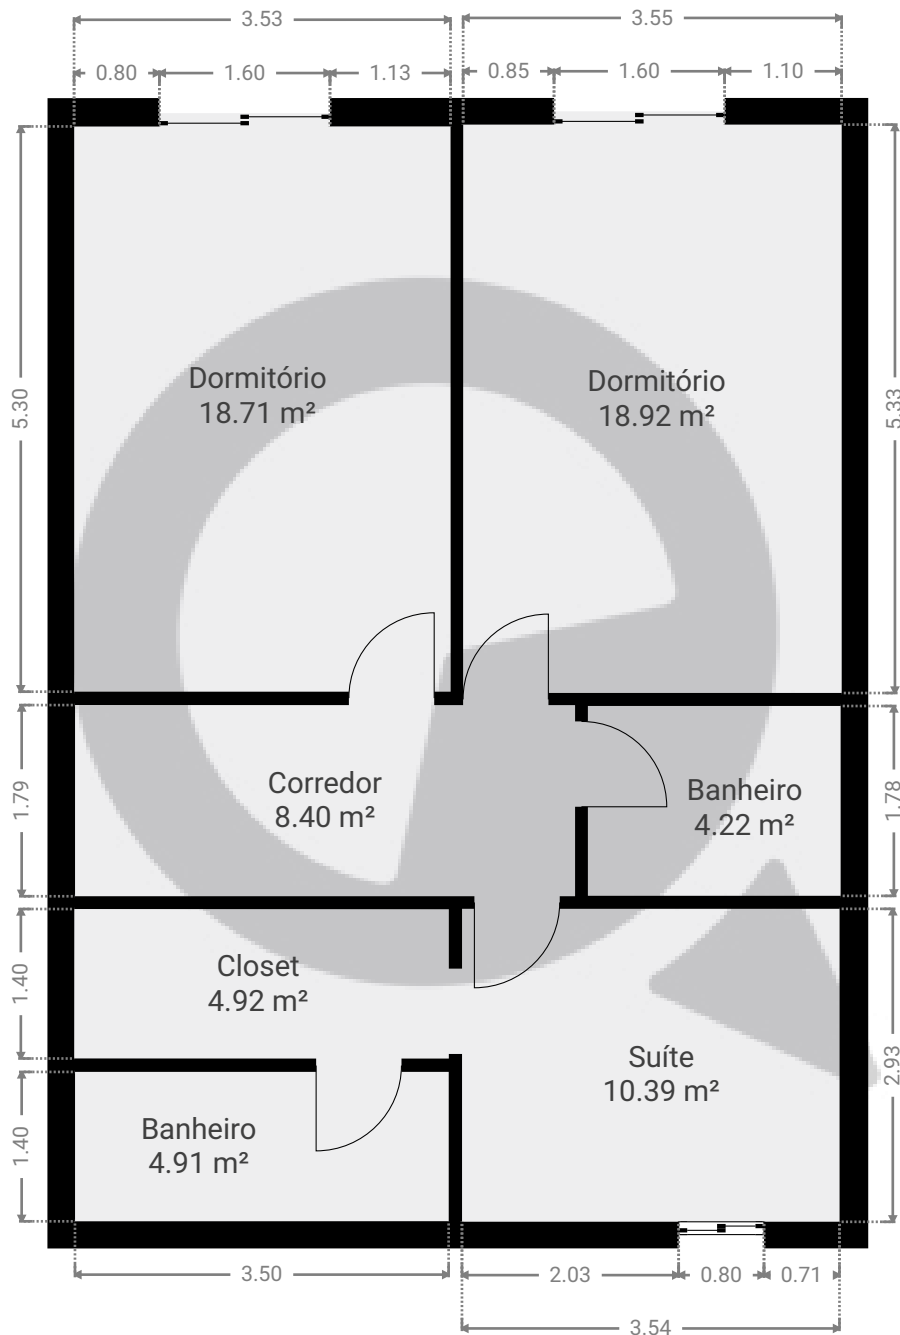 3.53
3.55
0.80
1.60
1.13
0.85
1.60
1.10
5.30
5.33
Dormitório
18.71 m²
Dormitório
18.92 m²
1.79
1.78
Corredor
8.40 m²
Banheiro
4.22 m²
1.40
2.93
Closet
4.92 m²
Suíte
10.39 m²
1.40
Banheiro
4.91 m²
3.50
2.03
0.80
0.71
3.54